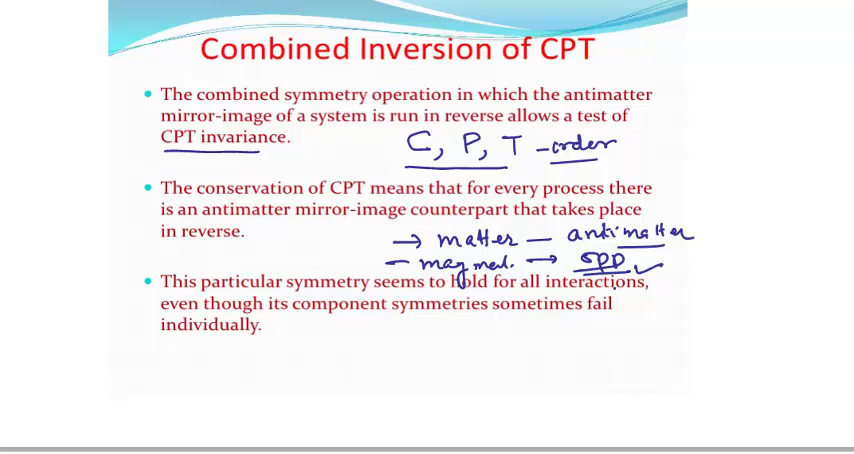 Combined Inversion of CPT
• The combined symmetry operation in which the antimatter
mirror-image of a system is run in reverse allows a test of
CPT invariance.
C, P, T - order
• The conservation of CPT means that for every process there
is an antimatter mirror-image counterpart that takes place
in reverse.
→ matter — antimatter
- mag met. → opp
• This particular symmetry seems to hold for all interactions,
even though its component symmetries sometimes fail
individually.